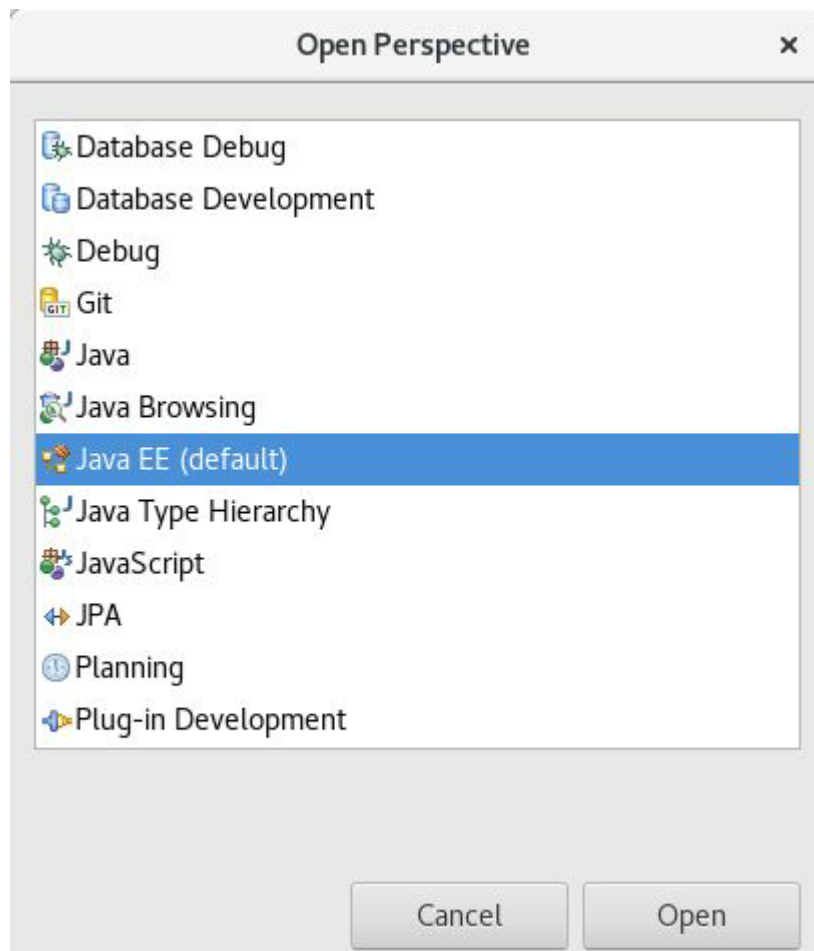 Open Perspective
Database Debug
Database Development
Debug
GIT Git
Java
Java Browsing
Java EE (default)
Java Type Hierarchy
JavaScript
JPA
Planning
Plug-in Development
Cancel Open